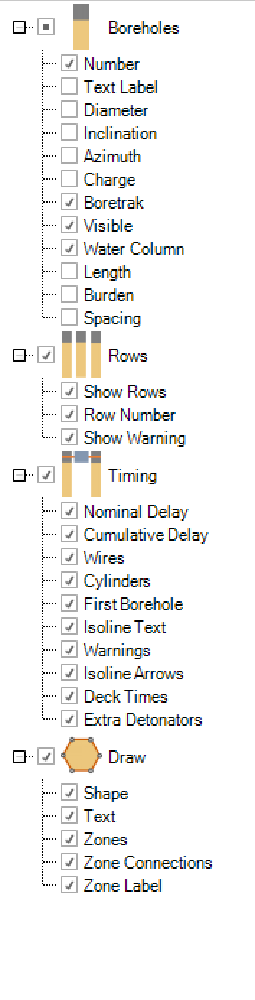 Boreholes
Number
Text Label
Diameter
Inclination
Azimuth
Charge
Boretrak
Visible
Water Column
Length
Burden
Spacing
Rows
Show Rows
Row Number
Show Warning
Timing
Nominal Delay
Cumulative Delay
Wires
Cylinders
First Borehole
Isoline Text
Warnings
Isoline Arrows
Deck Times
Extra Detonators
Draw
Shape
Text
Zones
Zone Connections
Zone Label